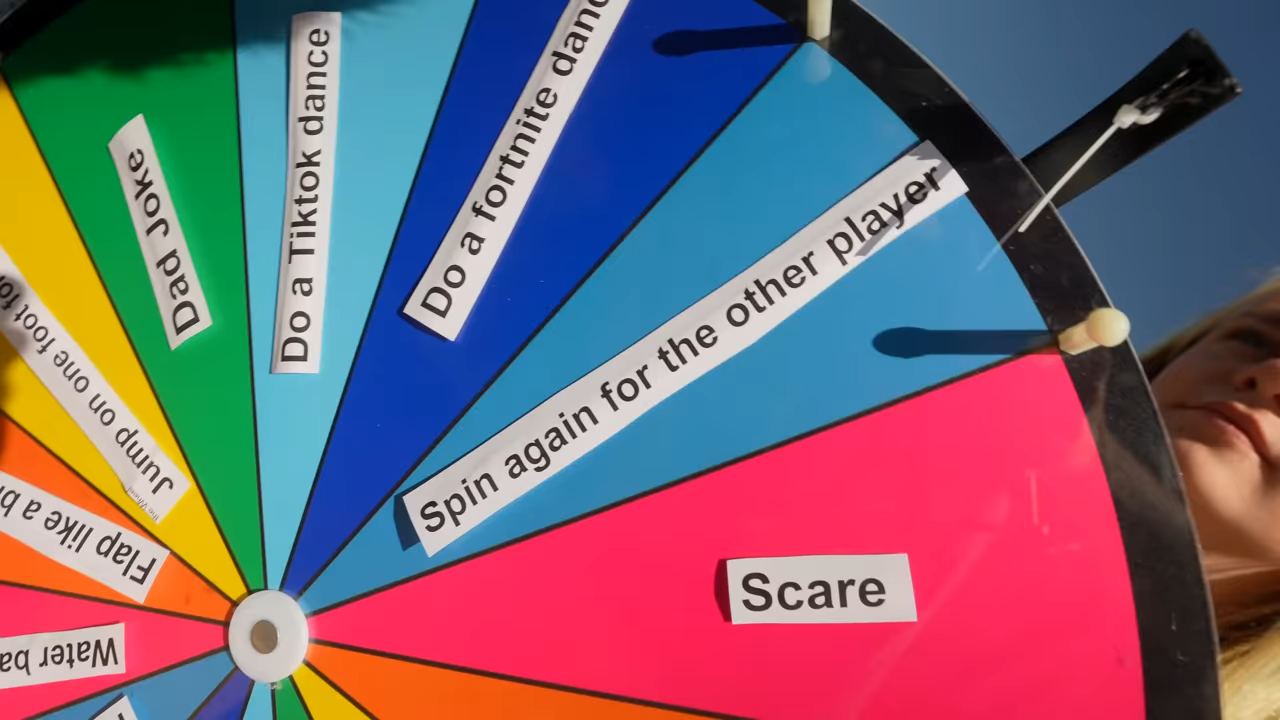 Dad Joke
Do a Tiktok dance
Do a fortnite
Spin again for the other player
Scare
Jump on one foot
Flap like a
Water